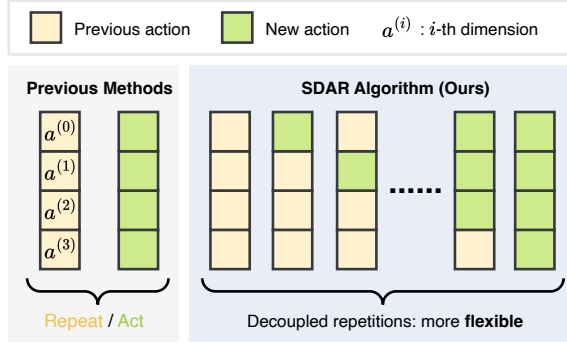 Previous action New action a^{(i)} : i-th dimension
Previous Methods
a^{(0)}
a^{(1)}
a^{(2)}
a^{(3)}
Repeat / Act
SDAR Algorithm (Ours)
......
Decoupled repetitions: more flexible